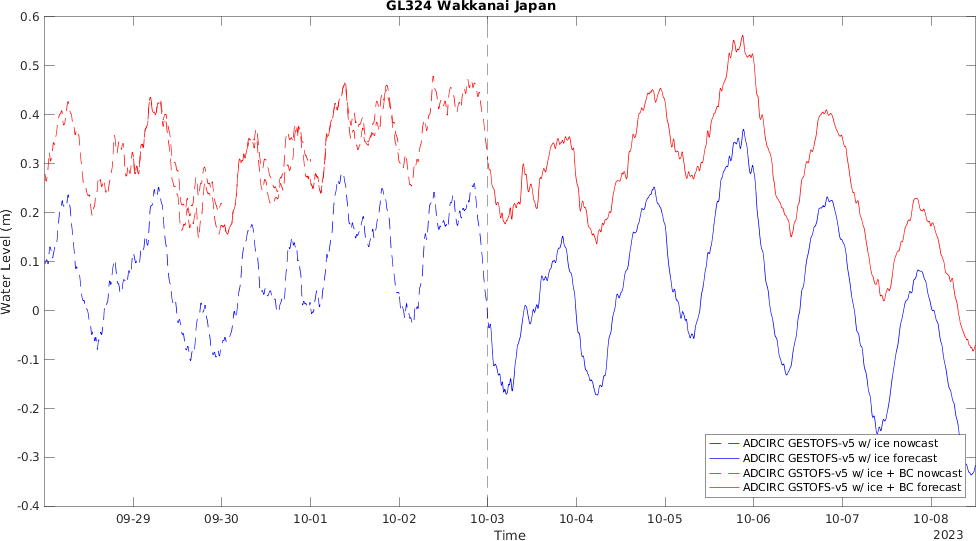 GL324 Wakkanai Japan
0.6
0.5
0.4
0.3
0.2
0.1
0
-0.1
-0.2
-0.3
-0.4
Water Level (m)
ADCIRC GESTOFS-v5 w/ ice nowcast
ADCIRC GESTOFS-v5 w/ ice forecast
ADCIRC GSTOFS-v5 w/ ice + BC nowcast
ADCIRC GSTOFS-v5 w/ ice + BC forecast
09-29 09-30 10-01 10-02 10-03 10-04 10-05 10-06 10-07 10-08
Time
2023